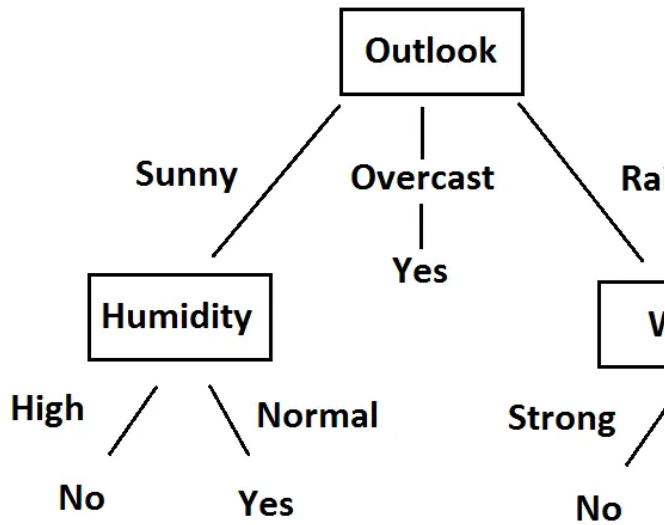 Outlook
Sunny
Overcast
Yes
Humidity
High
Normal
Strong
No
Yes
No